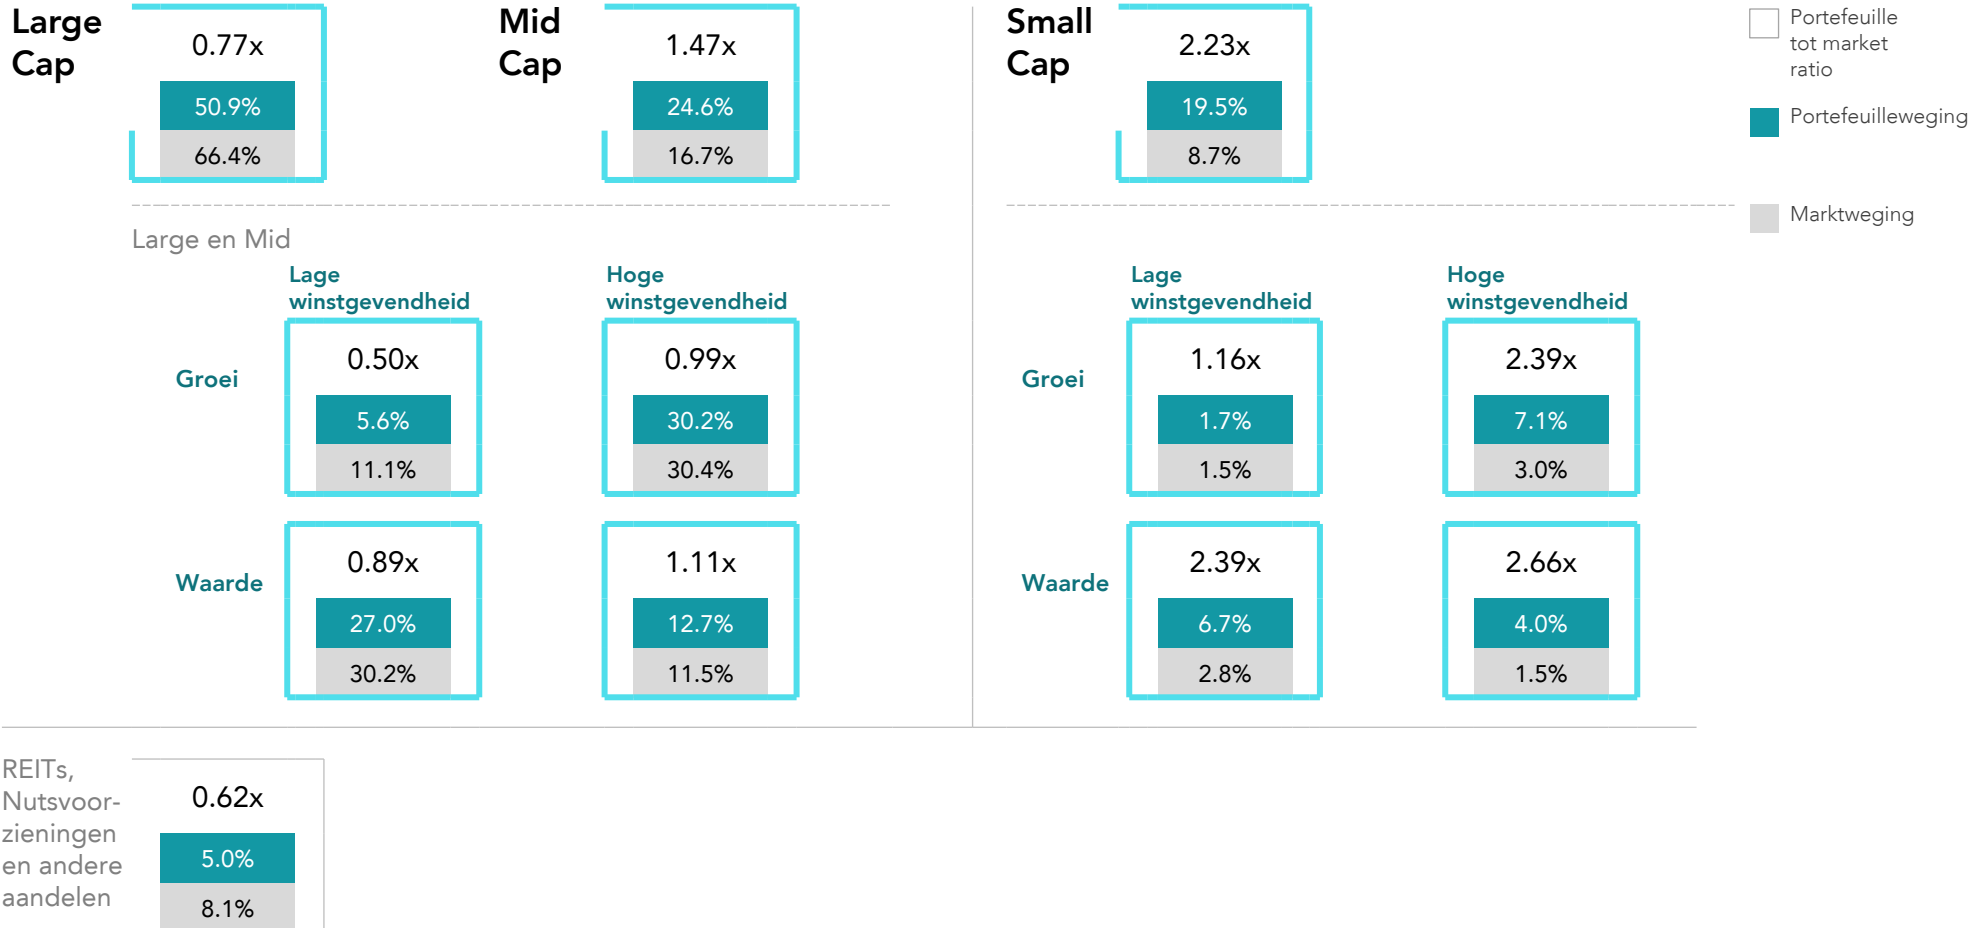 Large
Cap
0.77x
50.9%
66.4%
Mid
Cap
1.47x
24.6%
16.7%
Small
Cap
2.23x
19.5%
8.7%
Portefeuille
tot market
ratio
Portefeuilleweging
Marktweging
Large en Mid
Lage
winstgevendheid
Hoge
winstgevendheid
Groei
0.50x
5.6%
11.1%
0.99x
30.2%
30.4%
Waarde
0.89x
27.0%
30.2%
1.11x
12.7%
11.5%
Lage
winstgevendheid
Hoge
winstgevendheid
Groei
1.16x
1.7%
1.5%
2.39x
7.1%
3.0%
Waarde
2.39x
6.7%
2.8%
2.66x
4.0%
1.5%
REITs,
Nutsvoor-
zieningen
en andere
aandelen
0.62x
5.0%
8.1%